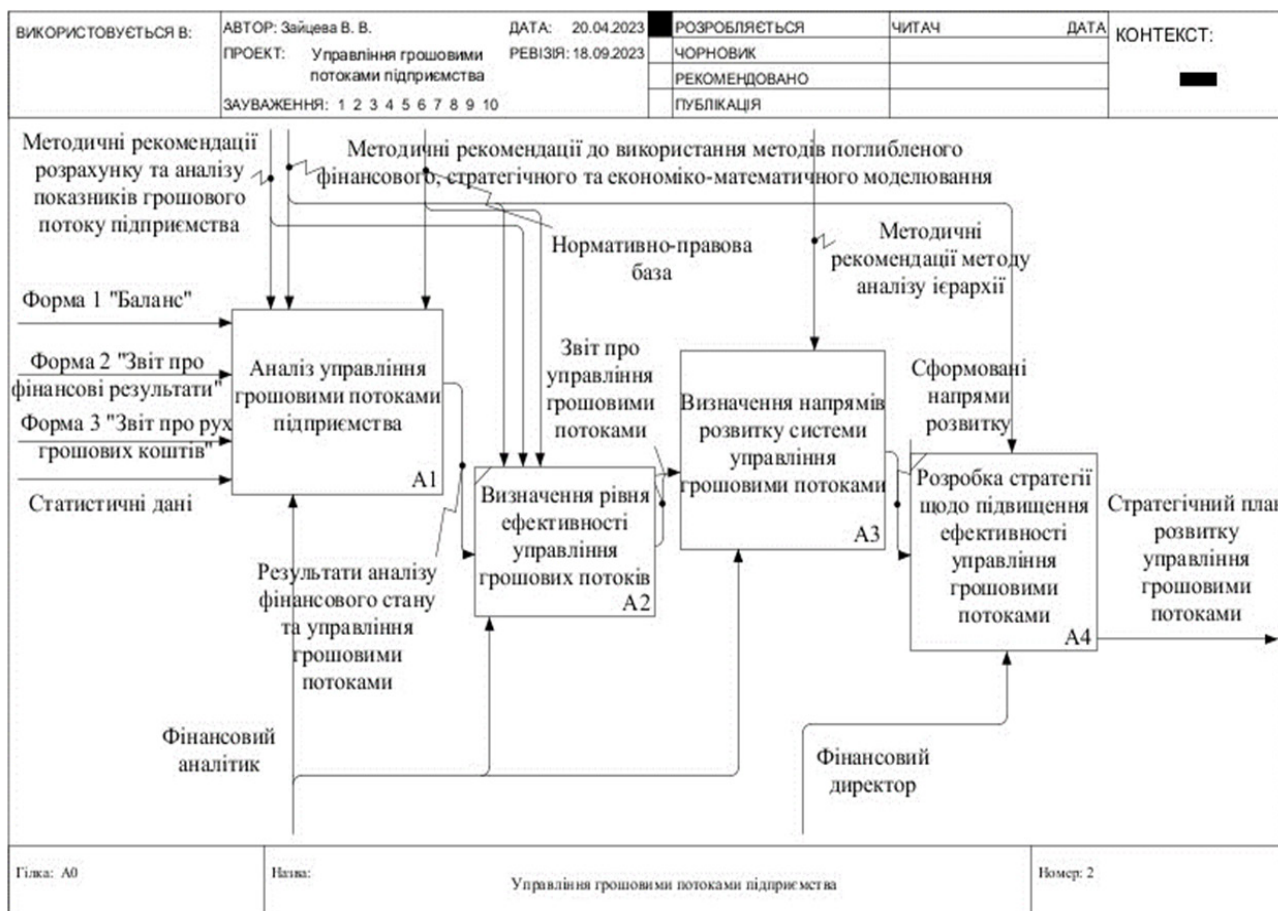 ВИКОРИСТОВУЄТЬСЯ В:
АВТОР: Зайцева В. В.
ДАТА: 20.04.2023
ПРОЕКТ: Управління грошовими
потоками підприємства
РЕВІЗІЯ: 18.09.2023
ЗАУВАЖЕННЯ: 1 2 3 4 5 6 7 8 9 10
РОЗРОБЛЯЄТЬСЯ
ЧОРНОВИК
РЕКОМЕНДОВАНО
ПУБЛІКАЦІЯ
ЧИТАЧ
ДАТА
КОНТЕКСТ:
Методичні рекомендації
розрахунку та аналізу
показників грошового
потоку підприємства
Методичні рекомендації до використання методів поглибленого
фінансового, стратегічного та економіко-математичного моделювання
Нормативно-правова
база
Методичні
рекомендації методу
аналізу ієрархії
Форма 1 "Баланс"
Форма 2 "Звіт про
фінансові результати"
Форма 3 "Звіт про рух
грошових коштів"
Статистичні дані
Аналіз управління
грошовими потоками
підприємства
A1
Результати аналізу
фінансового стану
та управління
грошовими
потоками
Визначення рівня
ефективності
управління
грошових потоків
A2
Звіт про
управління
грошовими
потоками
Визначення напрямів
розвитку системи
управління
грошовими потоками
A3
Сформовані
напрями
розвитку
Розробка стратегії
щодо підвищення
ефективності
управління
грошовими
потоками
A4
Стратегічний план
розвитку
управління
грошовими
потоками
Фінансовий
аналітик
Фінансовий
директор
Гілка: A0
Назва:
Управління грошовими потоками підприємства
Номер: 2